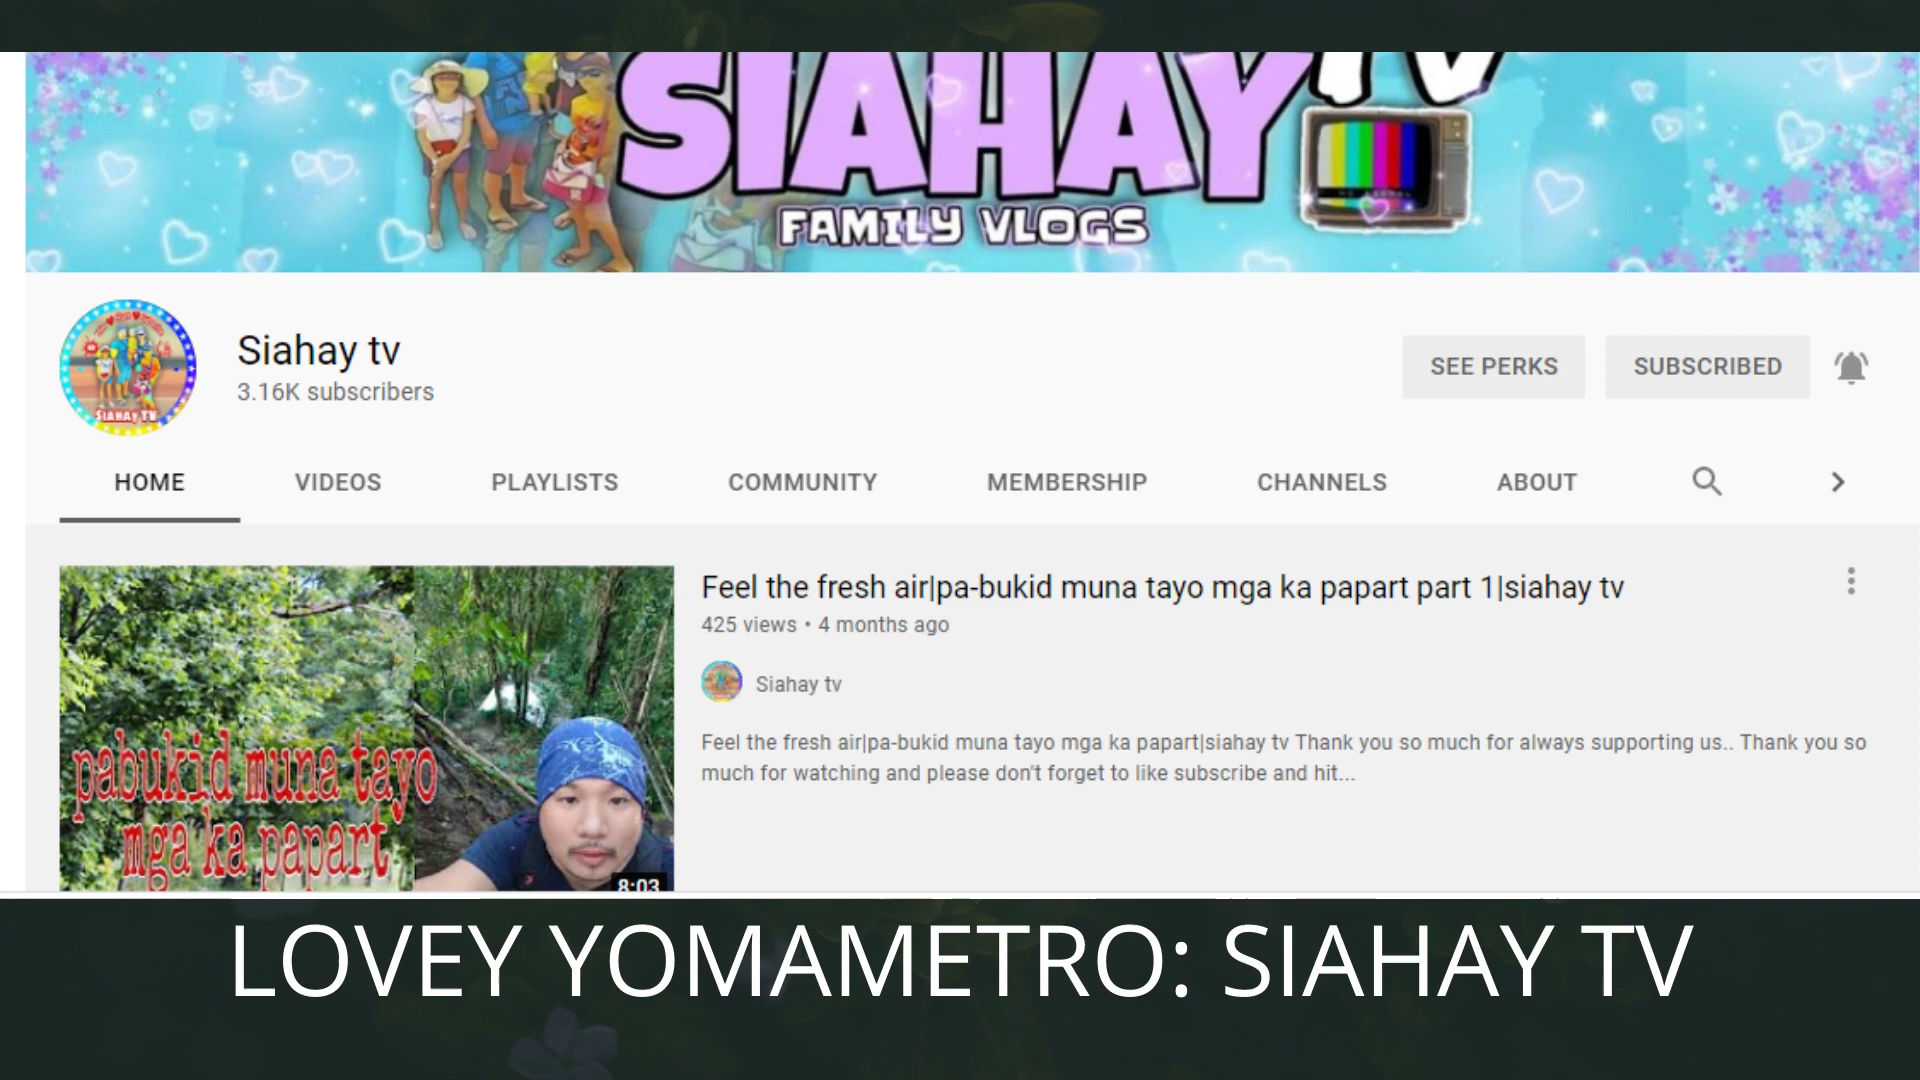 SIAHAY TV
FAMILY VLOGS
SIAHAY TV
Siahay tv
3.16K subscribers
SEE PERKS
SUBSCRIBED
HOME
VIDEOS
PLAYLISTS
COMMUNITY
MEMBERSHIP
CHANNELS
ABOUT
pabukid muna tayo
mga ka papart
8:03
Feel the fresh air|pa-bukid muna tayo mga ka papart part 1|siahay tv
425 views • 4 months ago
Siahay tv
Feel the fresh air|pa-bukid muna tayo mga ka papart|siahay tv Thank you so much for always supporting us.. Thank you so
much for watching and please don't forget to like subscribe and hit...
LOVEY YOMAMETRO: SIAHAY TV